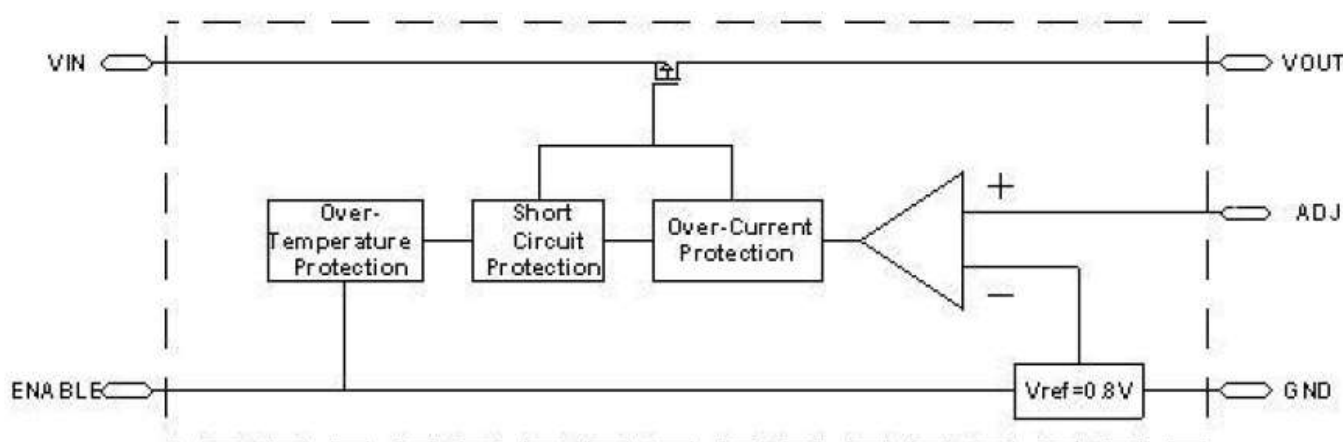 VIN
VOUT
Over-
Temperature
Protection
Short
Circuit
Protection
Over-Current
Protection
+
ADJ
−
ENABLE
Vref=0.8V
GND